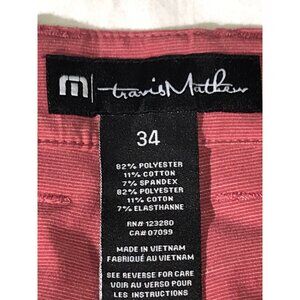 travisMathew
34
82% POLYESTER
11% COTTON
7% SPANDEX
82% POLYESTER
11% COTON
7% ELASTHANNE
RN# 123280
CA# 07099
MADE IN VIETNAM
FABRIQUÉ AU VIETNAM
SEE REVERSE FOR CARE
VOIR AU VERSO POUR
LES INSTRUCTIONS